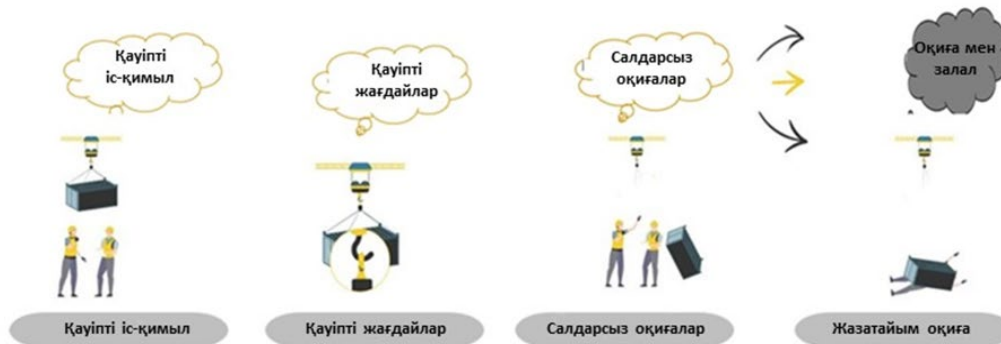 Қауіпті
іс-қимыл
Қауіпті
жағдайлар
Салдарсыз
оқиғалар
Оқиға мен
залал
Қауіпті іс-қимыл
Қауіпті жағдайлар
Салдарсыз оқиғалар
Жазатайым оқиға